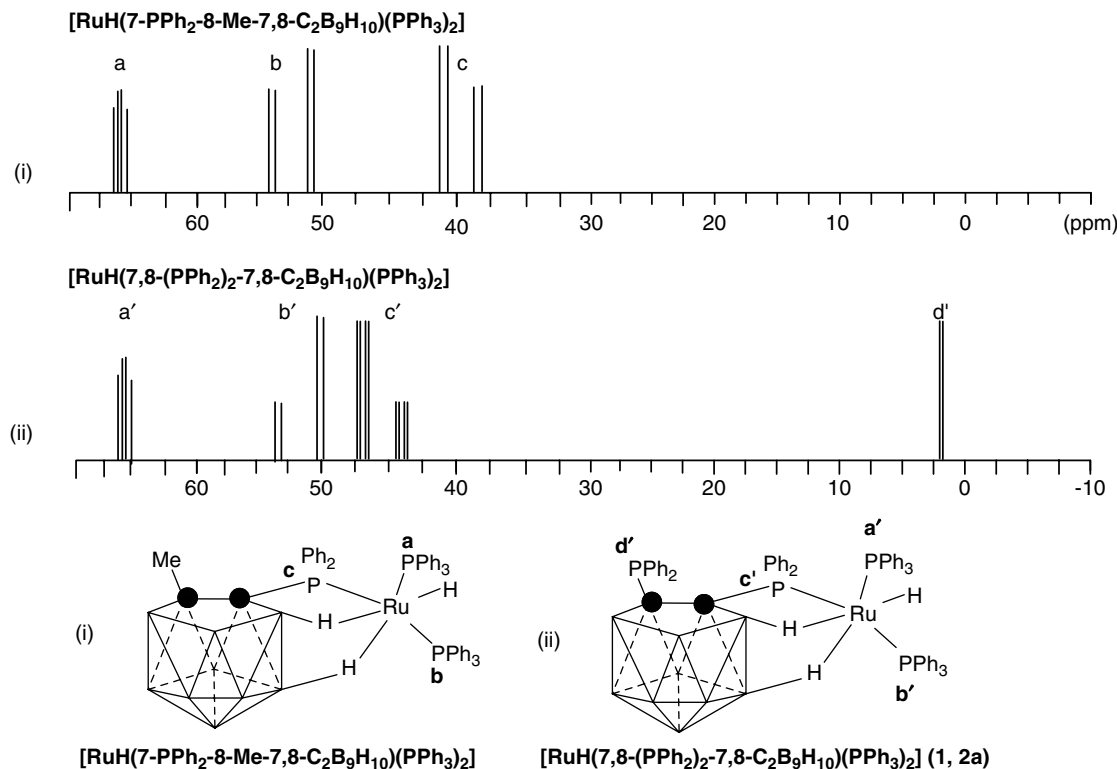 [RuH(7-PPh₂-8-Me-7,8-C₂B₉H₁₀)(PPh₃)₂]
a b c
(i)
60 50 40 30 20 10 0 (ppm)
[RuH(7,8-(PPh₂)₂-7,8-C₂B₉H₁₀)(PPh₃)₂]
a′ b′ c′ d'
(ii)
60 50 40 30 20 10 0 -10
Me c Ph₂ P a PPh₃ H Ru H H PPh₃ b
(i)
d′ PPh₂ c' Ph₂ P a′ PPh₃ H Ru H H PPh₃ b′
(ii)
[RuH(7-PPh₂-8-Me-7,8-C₂B₉H₁₀)(PPh₃)₂]
[RuH(7,8-(PPh₂)₂-7,8-C₂B₉H₁₀)(PPh₃)₂] (1, 2a)